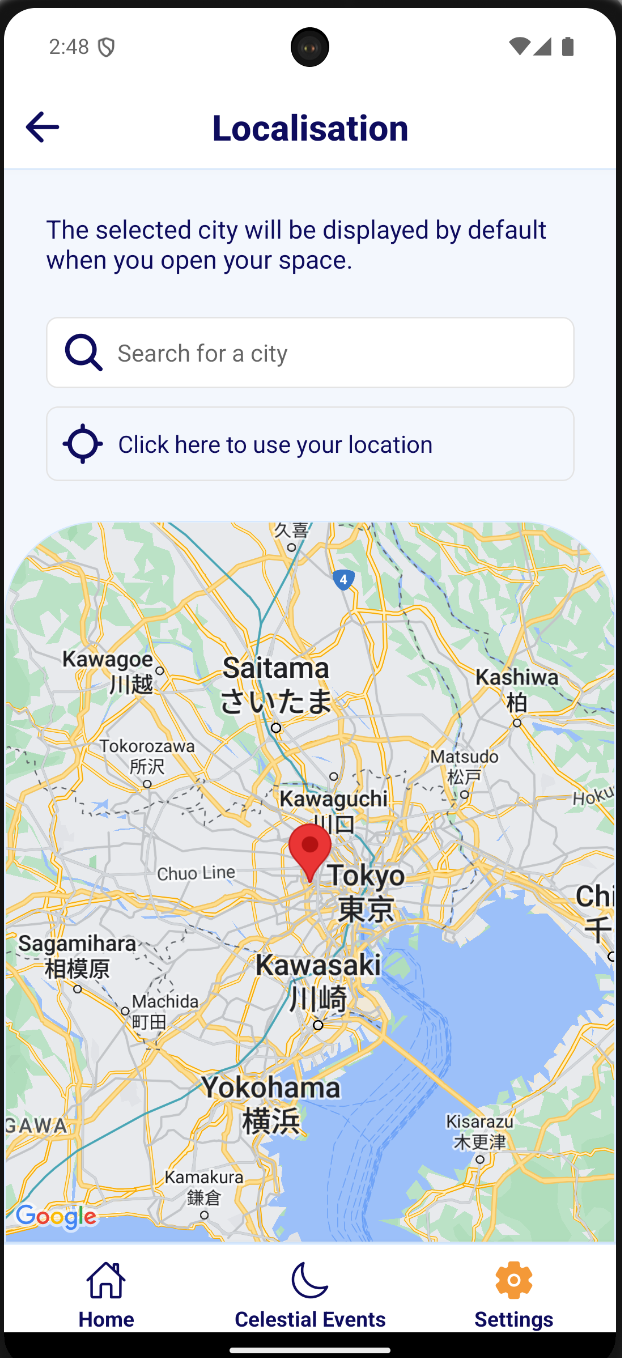 2:48
Localisation
The selected city will be displayed by default
when you open your space.
Search for a city
Click here to use your location
久喜
4
Kawagoe
川越
Saitama
さいたま
Kashiwa
柏
Tokorozawa
所沢
Matsudo
松戸
Hoku
Kawaguchi
川口
Chuo Line
Tokyo
東京
Chi
千
Sagamihara
相模原
Kawasaki
川崎
Machida
町田
Yokohama
横浜
GAWA
Kisarazu
木更津
Kamakura
鎌倉
Google
Home
Celestial Events
Settings